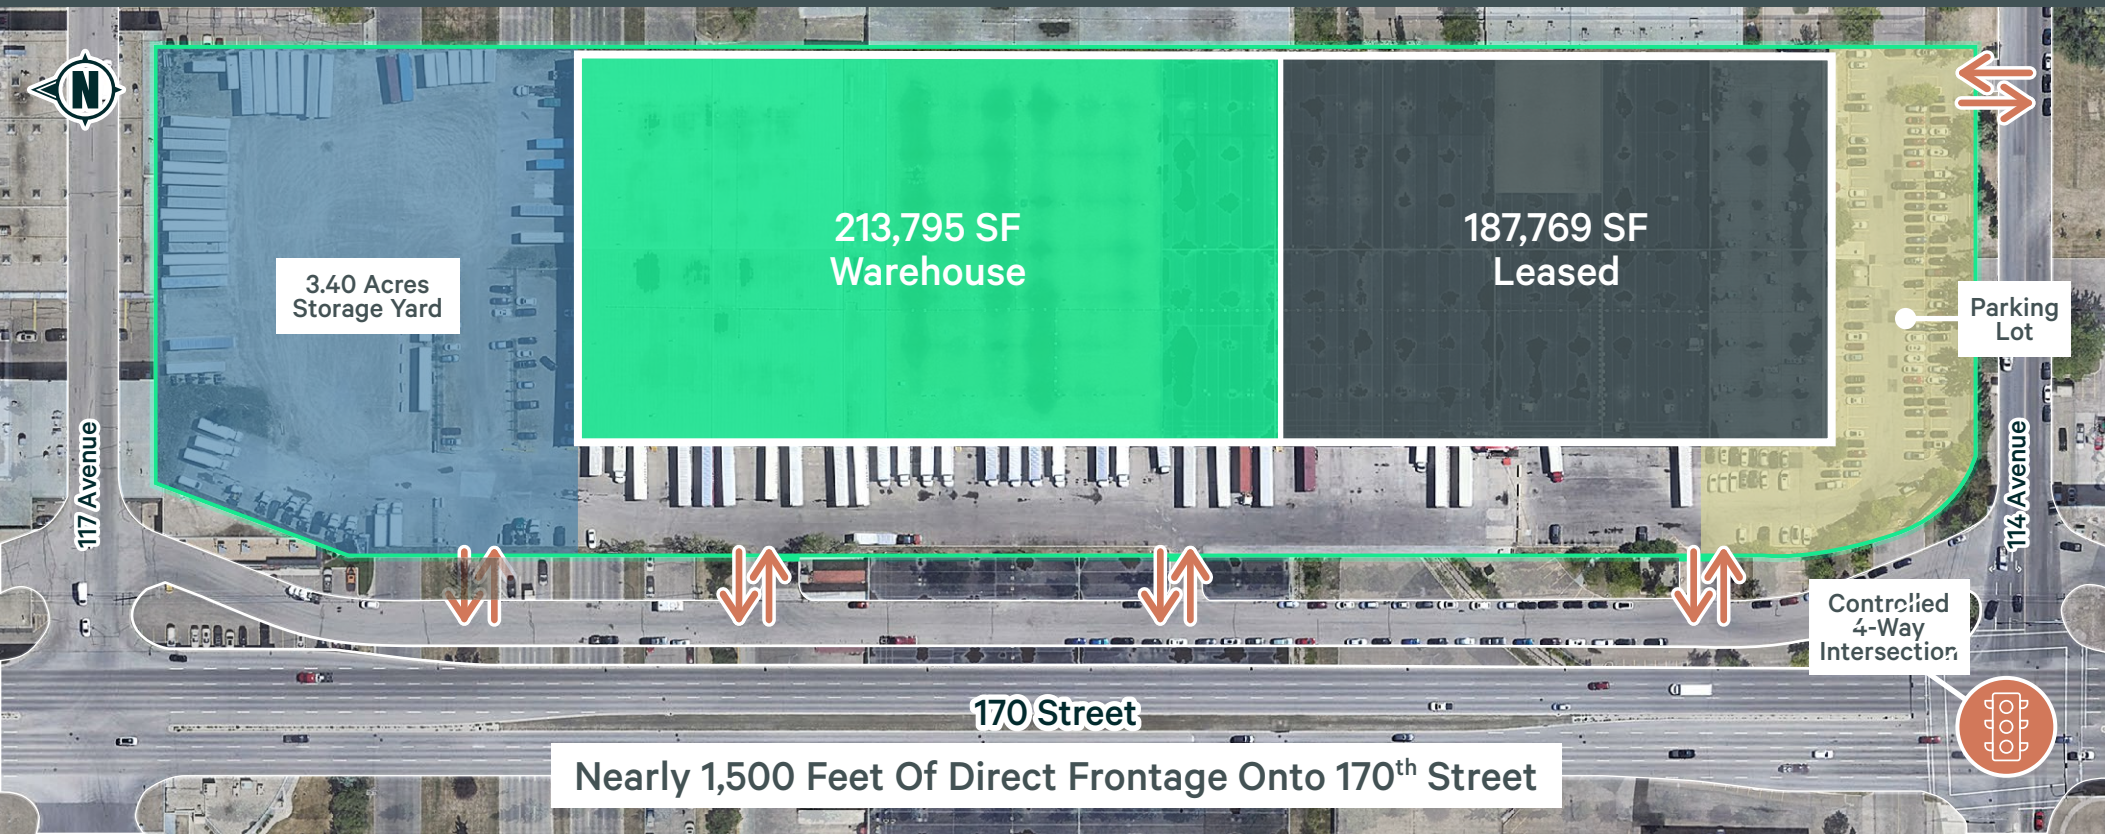 N
213,795 SF
Warehouse
187,769 SF
Leased
3.40 Acres
Storage Yard
Parking
Lot
117 Avenue
114 Avenue
Controlled
4-Way
Intersection
170 Street
Nearly 1,500 Feet Of Direct Frontage Onto 170th Street